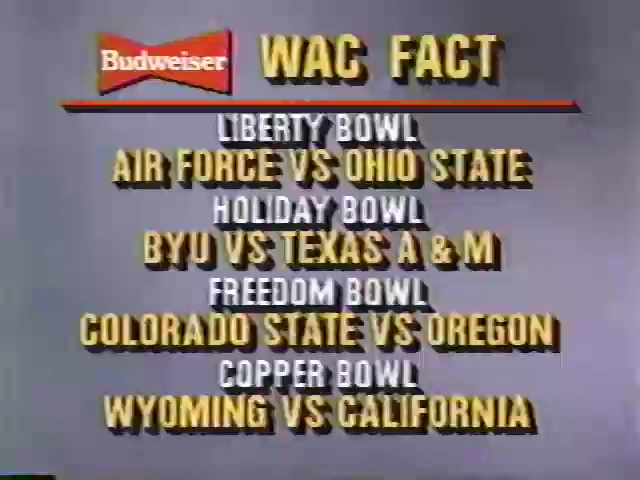 Budweiser WAC FACT
LIBERTY BOWL
AIR FORCE VS OHIO STATE
HOLIDAY BOWL
BYU VS TEXAS A & M
FREEDOM BOWL
COLORADO STATE VS OREGON
COPPER BOWL
WYOMING VS CALIFORNIA